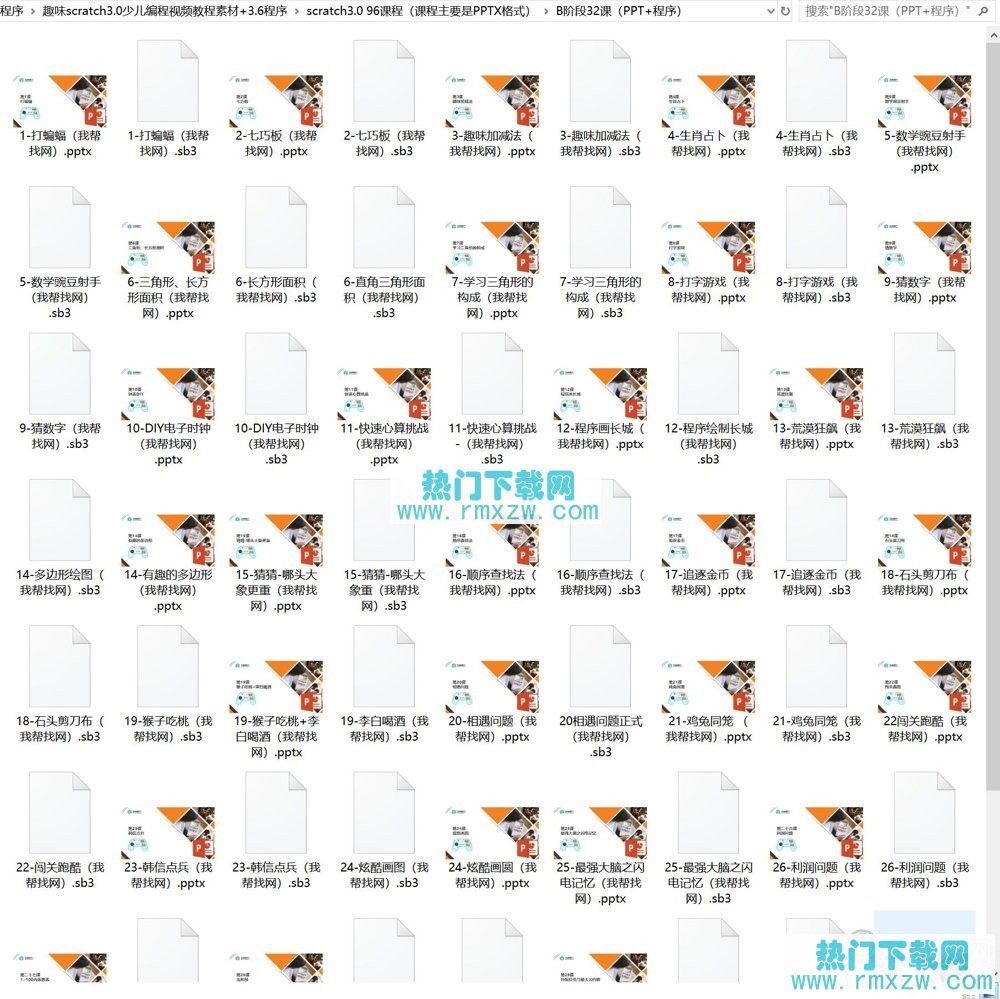 程序 › 趣味scratch3.0少儿编程视频教程素材+3.6程序 › scratch3.0 96课程（课程主要是PPTX格式） › B阶段32课（PPT+程序）
搜索"B阶段32课（PPT+程序）"
1-打蝙蝠（我帮
找网）.pptx
1-打蝙蝠（我帮
找网）.sb3
2-七巧板（我帮
找网）.pptx
2-七巧板（我帮
找网）.sb3
3-趣味加减法（
我帮找网）.pptx
3-趣味加减法（
我帮找网）.sb3
4-生肖占卜（我
帮找网）.pptx
4-生肖占卜（我
帮找网）.sb3
5-数学豌豆射手
（我帮找网）
.pptx
5-数学豌豆射手
（我帮找网）
.sb3
6-三角形、长方
形面积（我帮找
网）.pptx
6-长方形面积（
我帮找网）.sb3
6-直角三角形面
积（我帮找网）
.sb3
7-学习三角形的
构成（我帮找
网）.pptx
7-学习三角形的
构成（我帮找
网）.sb3
8-打字游戏（我
帮找网）.pptx
8-打字游戏（我
帮找网）.sb3
9-猜数字（我帮
找网）.pptx
9-猜数字（我帮
找网）.sb3
10-DIY电子时钟
（我帮找网）
.pptx
10-DIY电子时钟
（我帮找网）
.sb3
11-快速心算挑战
（我帮找网）
.pptx
11-快速心算挑战
-（我帮找网）
.sb3
12-程序画长城（
我帮找网）.pptx
12-程序绘制长城
（我帮找网）
.sb3
13-荒漠狂飙（我
帮找网）.pptx
13-荒漠狂飙（我
帮找网）.sb3
热门下载网
www.rmxzw.com
14-多边形绘图（
我帮找网）.sb3
14-有趣的多边形
（我帮找网）
.pptx
15-猜猜-哪头大
象更重（我帮找
网）.pptx
15-猜猜-哪头大
象重（我帮找
网）.sb3
16-顺序查找法（
我帮找网）.pptx
16-顺序查找法（
我帮找网）.sb3
17-追逐金币（我
帮找网）.pptx
17-追逐金币（我
帮找网）.sb3
18-石头剪刀布（
我帮找网）.pptx
18-石头剪刀布（
我帮找网）.sb3
19-猴子吃桃（我
帮找网）.sb3
19-猴子吃桃+李
白喝酒（我帮找
网）.pptx
19-李白喝酒（我
帮找网）.sb3
20-相遇问题（我
帮找网）.pptx
20相遇问题正式
（我帮找网）
.sb3
21-鸡兔同笼 （
我帮找网）.pptx
21-鸡兔同笼（我
帮找网）.sb3
22闯关跑酷（我
帮找网）.pptx
22-闯关跑酷（我
帮找网）.sb3
23-韩信点兵（我
帮找网）.pptx
23-韩信点兵（我
帮找网）.sb3
24-炫酷画图（我
帮找网）.sb3
24-炫酷画圆（我
帮找网）.pptx
25-最强大脑之闪
电记忆（我帮找
网）.pptx
25-最强大脑之闪
电记忆（我帮找
网）.sb3
26-利润问题（我
帮找网）.pptx
26-利润问题（我
帮找网）.sb3
热门下载网
www.rmxzw.com